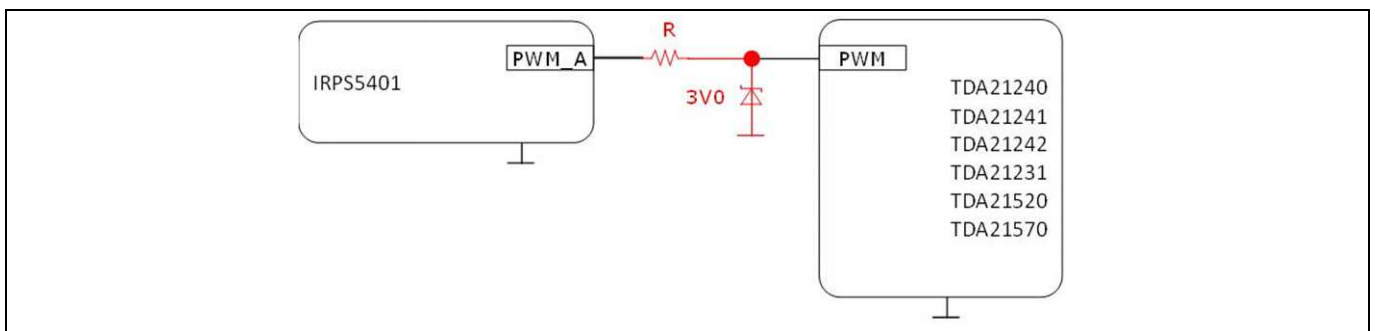 R
PWM_A
PWM
IRPS5401
3V0
TDA21240
TDA21241
TDA21242
TDA21231
TDA21520
TDA21570